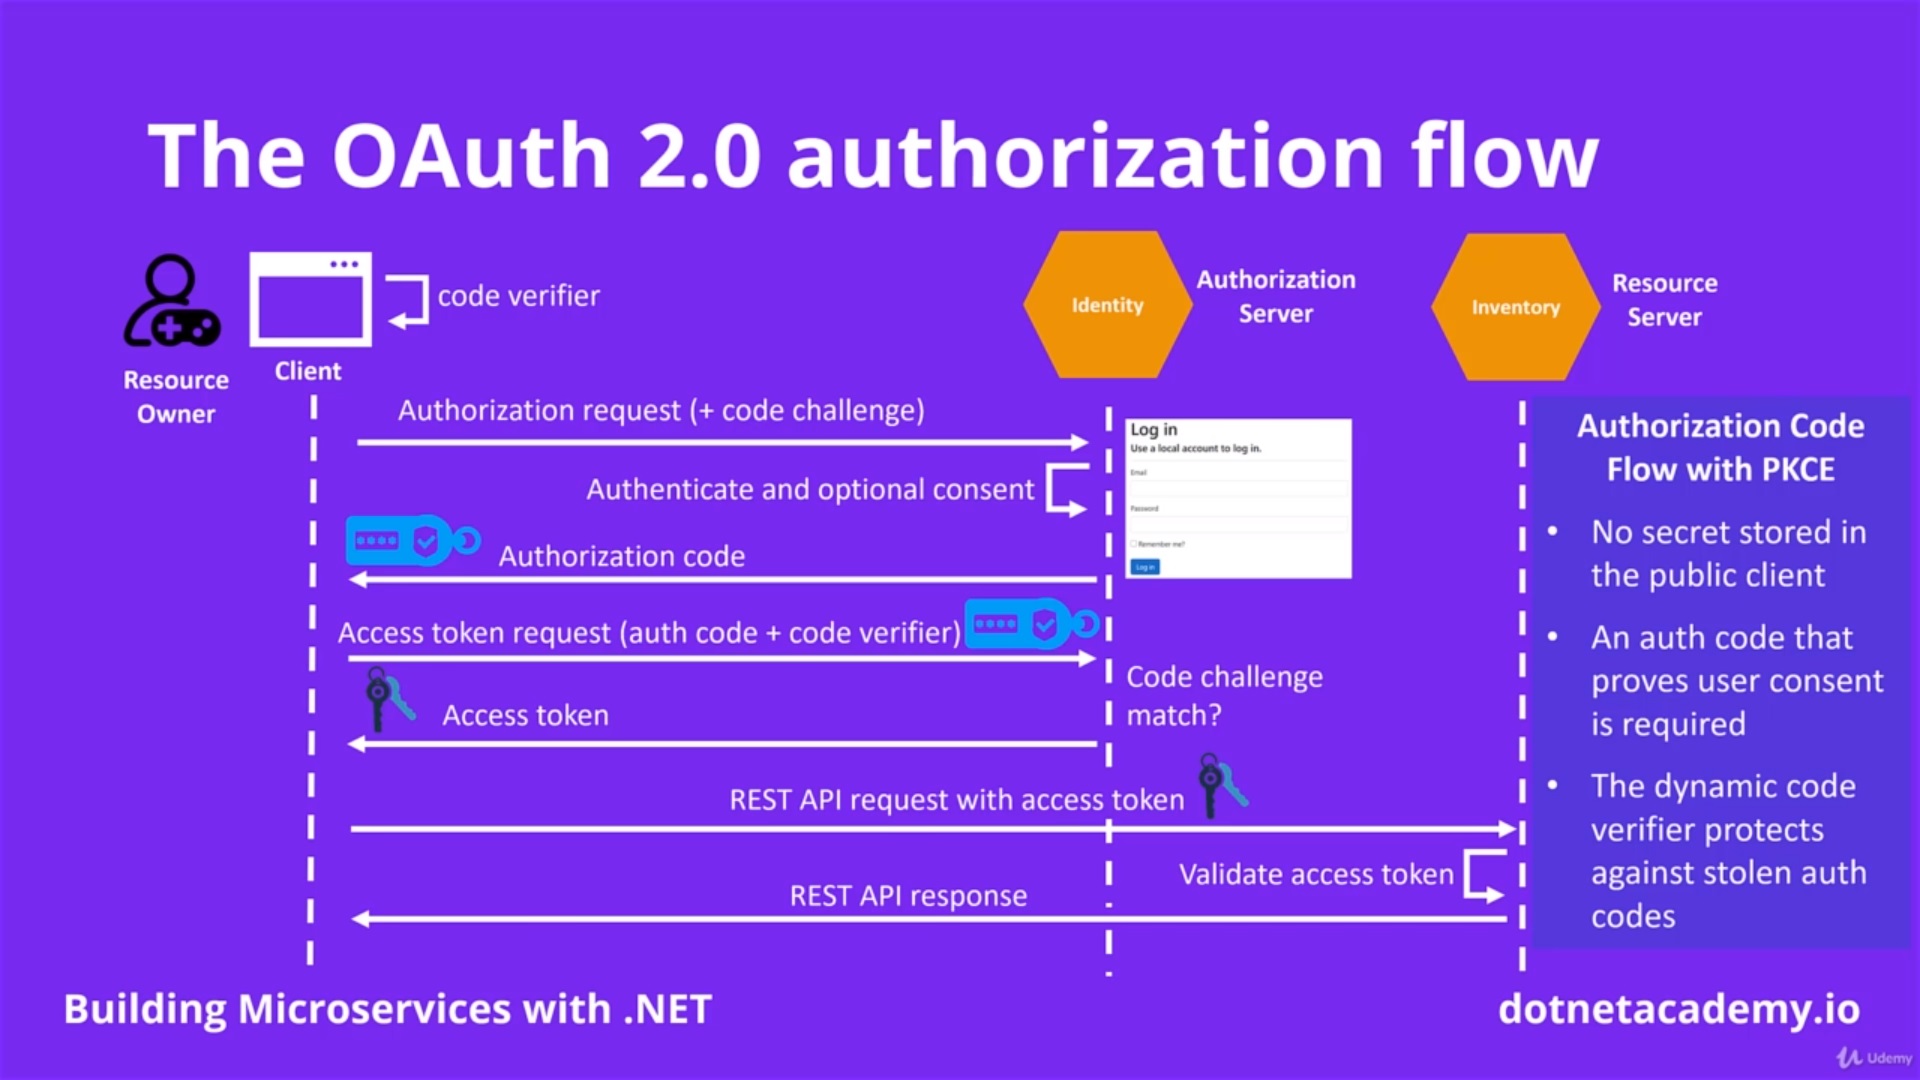 The OAuth 2.0 authorization flow
code verifier
Identity
Authorization
Server
Inventory
Resource
Server
Resource
Owner
Client
Authorization request (+ code challenge)
Log in
Use a local account to log in.
Email
Password
Remember me?
Log in
Authenticate and optional consent
Authorization code
Access token request (auth code + code verifier)
Code challenge
match?
Access token
REST API request with access token
Validate access token
REST API response
Authorization Code
Flow with PKCE
• No secret stored in
the public client
• An auth code that
proves user consent
is required
• The dynamic code
verifier protects
against stolen auth
codes
Building Microservices with .NET
dotnetacademy.io
Udemy